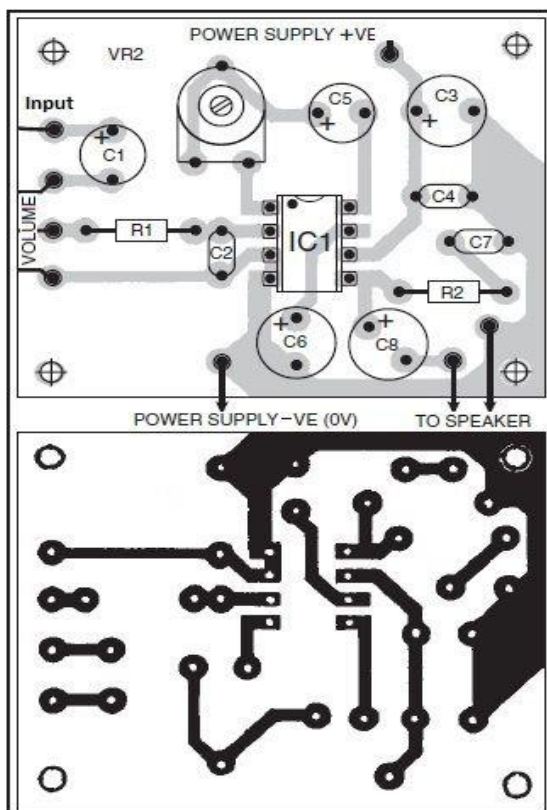 POWER SUPPLY +VE
VR2
Input
C5
C3
+
+
+
C1
C4
VOLUME
R1
C2
IC1
C7
R2
+
C6
+
C8
POWER SUPPLY-VE (0V)
TO SPEAKER